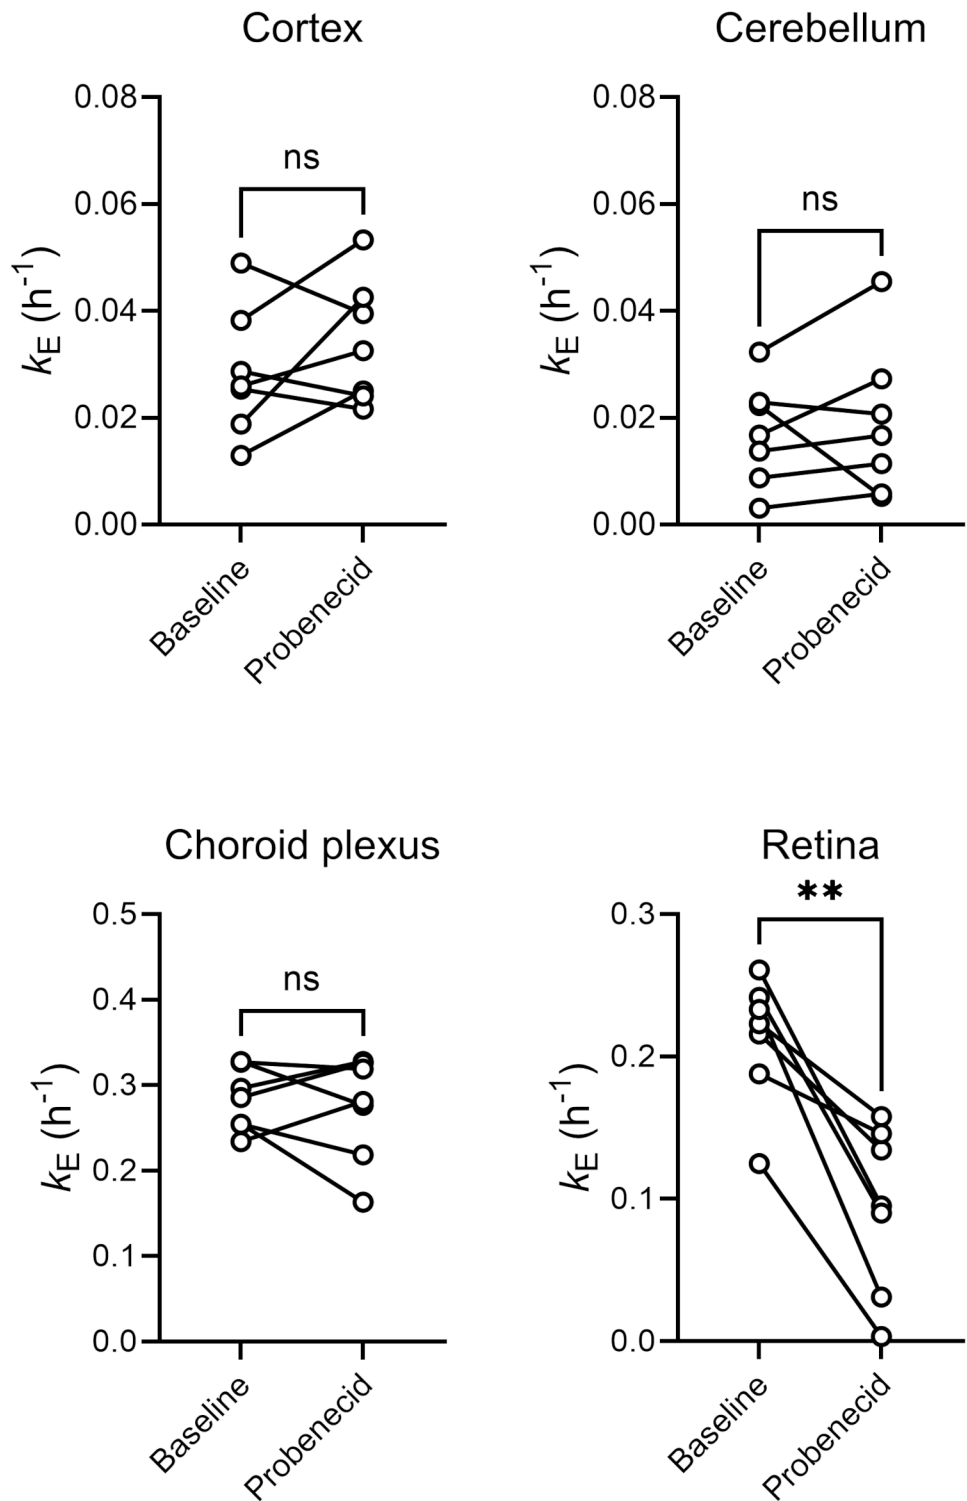 Cortex
0.08
0.06
0.04
0.02
0.00
kE (h-1)
ns
Baseline
Probenecid
Cerebellum
0.08
0.06
0.04
0.02
0.00
kE (h-1)
ns
Baseline
Probenecid
Choroid plexus
0.5
0.4
0.3
0.2
0.1
0.0
kE (h-1)
ns
Baseline
Probenecid
Retina
**
0.3
0.2
0.1
0.0
kE (h-1)
Baseline
Probenecid